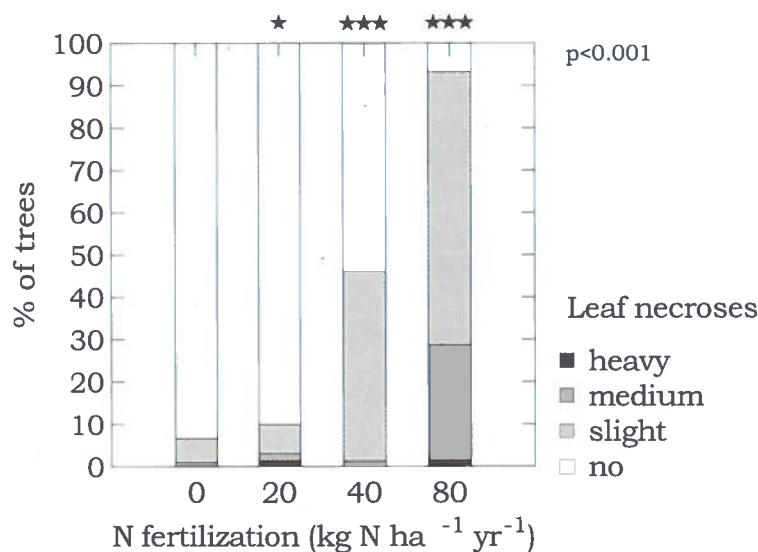 ★ ★★★ ★★★
p<0.001
100
90
80
70
60
50
40
30
20
10
0
% of trees
0 20 40 80
N fertilization (kg N ha ⁻¹ yr⁻¹)
Leaf necroses
heavy
medium
slight
no